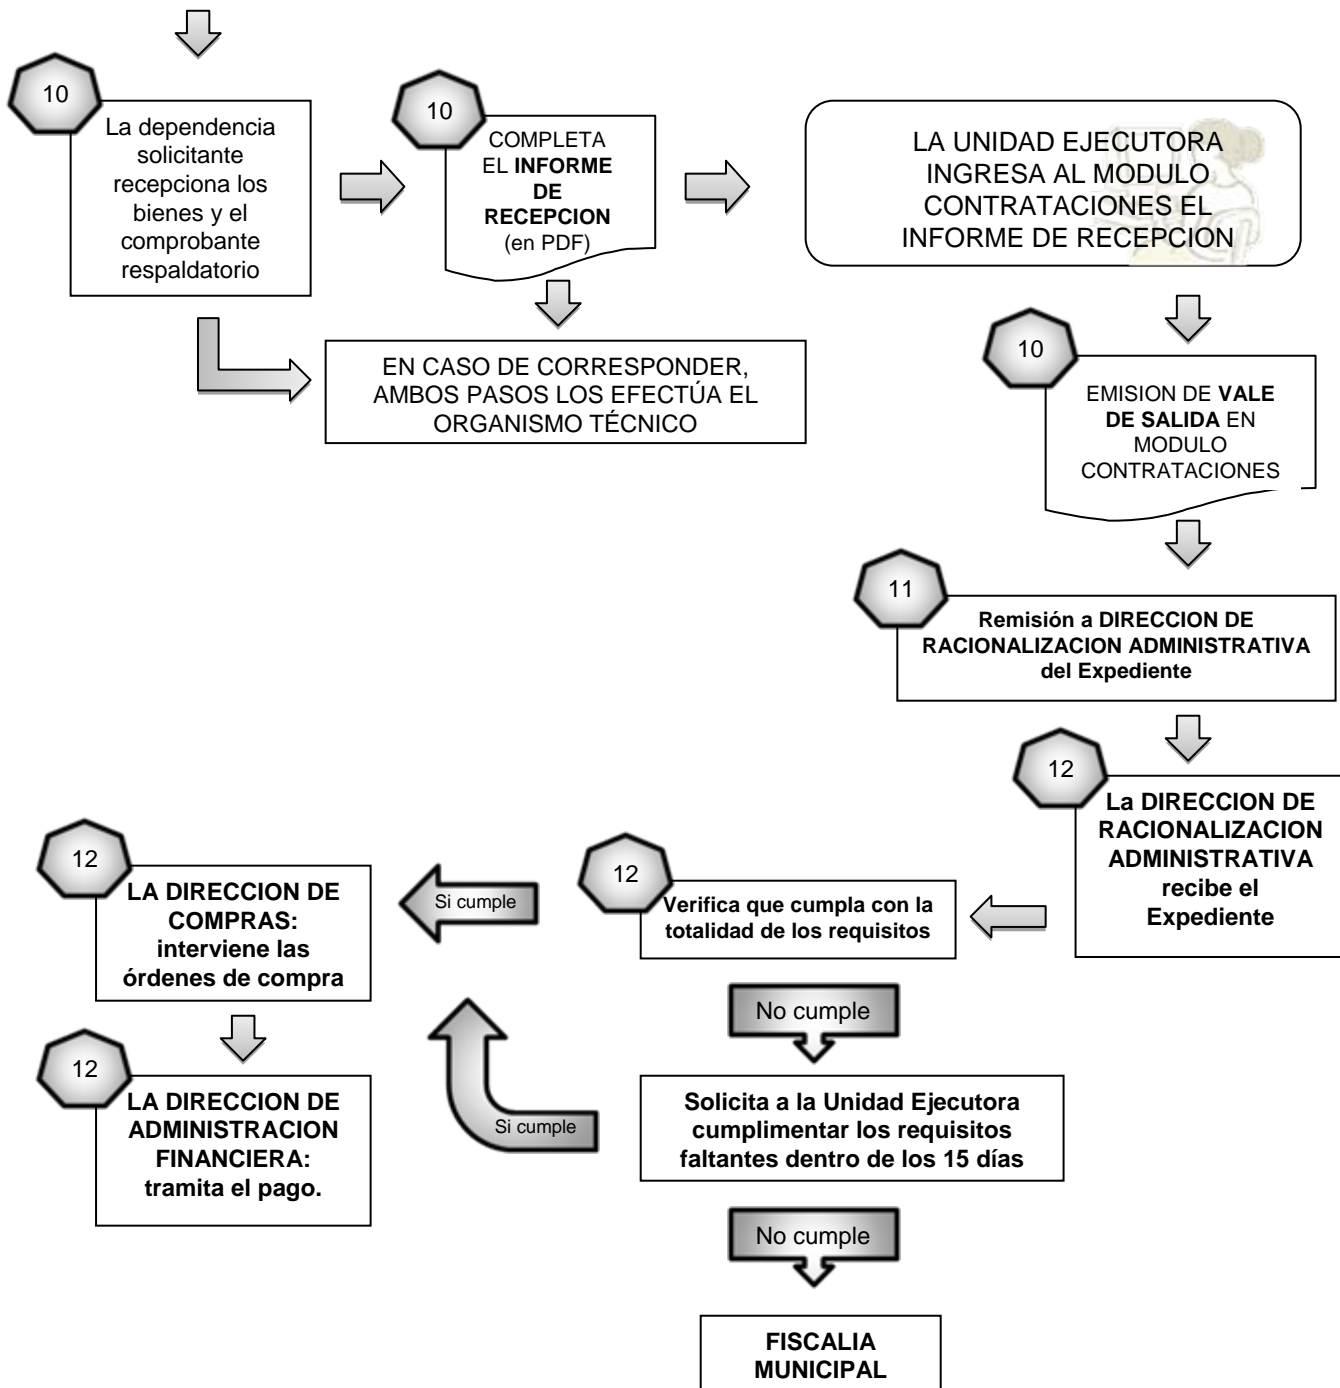 10
La dependencia
solicitante
recepciona los
bienes y el
comprobante
respaldatorio
10
COMPLETA
EL INFORME
DE
RECEPCION
(en PDF)
LA UNIDAD EJECUTORA
INGRESA AL MODULO
CONTRATACIONES EL
INFORME DE RECEPCION
EN CASO DE CORRESPONDER,
AMBOS PASOS LOS EFECTÚA EL
ORGANISMO TÉCNICO
10
EMISION DE VALE
DE SALIDA EN
MODULO
CONTRATACIONES
11
Remisión a DIRECCION DE
RACIONALIZACION ADMINISTRATIVA
del Expediente
12
La DIRECCION DE
RACIONALIZACION
ADMINISTRATIVA
recibe el
Expediente
12
Verifica que cumpla con la
totalidad de los requisitos
Si cumple
12
LA DIRECCION DE
COMPRAS:
interviene las
órdenes de compra
12
LA DIRECCION DE
ADMINISTRACION
FINANCIERA:
tramita el pago.
No cumple
Solicita a la Unidad Ejecutora
cumplimentar los requisitos
faltantes dentro de los 15 días
Si cumple
No cumple
FISCALIA
MUNICIPAL